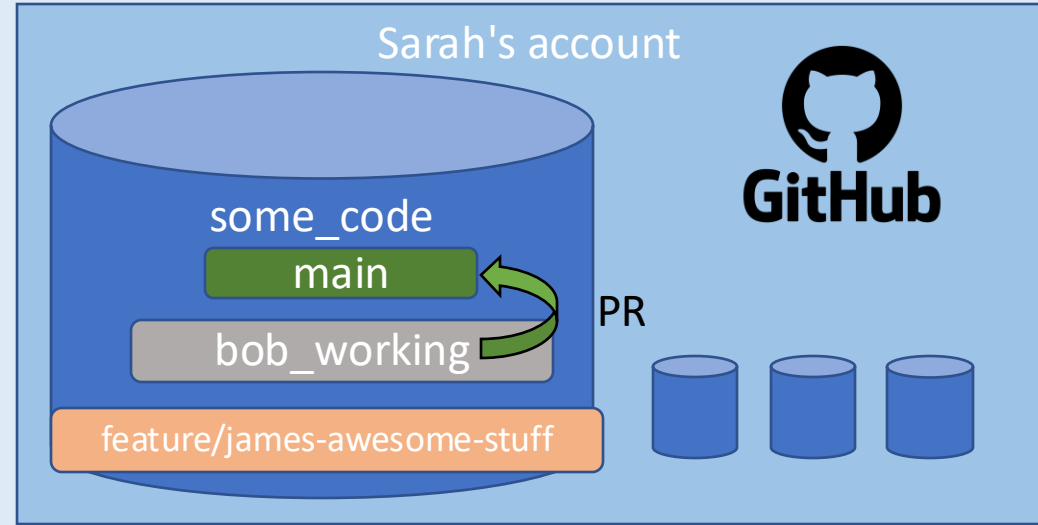 Sarah's account
GitHub
some_code
main
PR
bob_working
feature/james-awesome-stuff